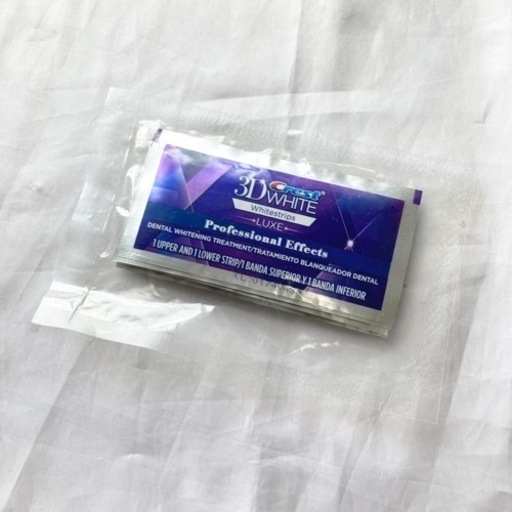 Crest
3D WHITE
Whitestrips
LUXE
Professional Effects
DENTAL WHITENING TREATMENT/TRATAMIENTO BLANQUEADOR DENTAL
1 UPPER AND 1 LOWER STRIP/1 BANDA SUPERIOR Y 1 BANDA INFERIOR